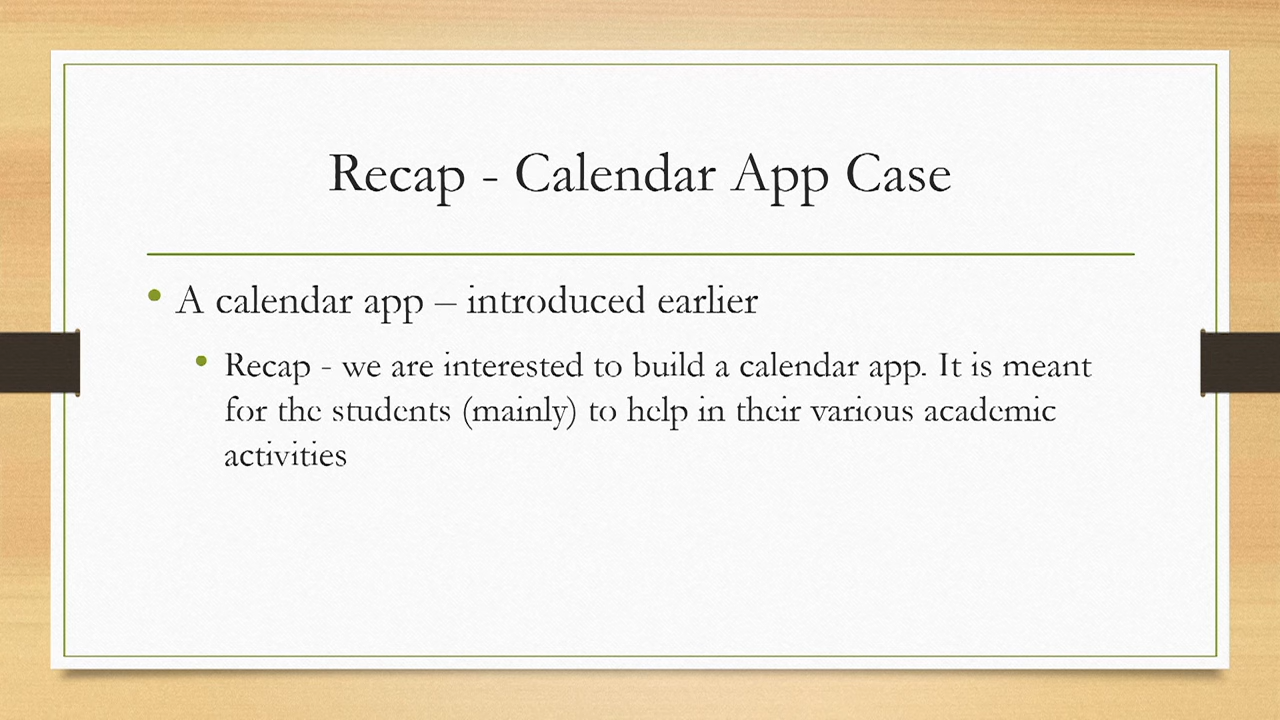 Recap - Calendar App Case
• A calendar app – introduced earlier
• Recap - we are interested to build a calendar app. It is meant
for the students (mainly) to help in their various academic
activities